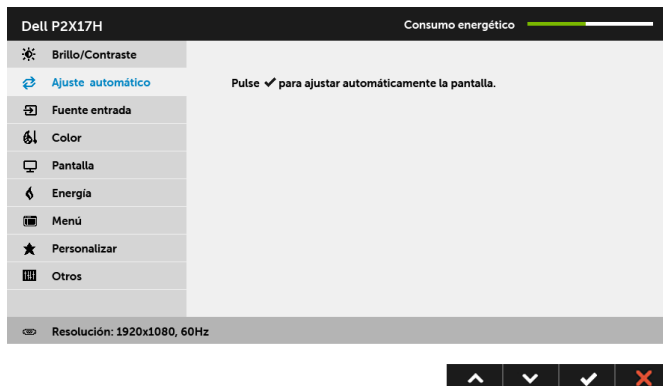 Dell P2X17H
Consumo energético
Brillo/Contraste
Ajuste automático
Pulse ✓ para ajustar automáticamente la pantalla.
Fuente entrada
Color
Pantalla
Energía
Menú
Personalizar
Otros
Resolución: 1920x1080, 60Hz